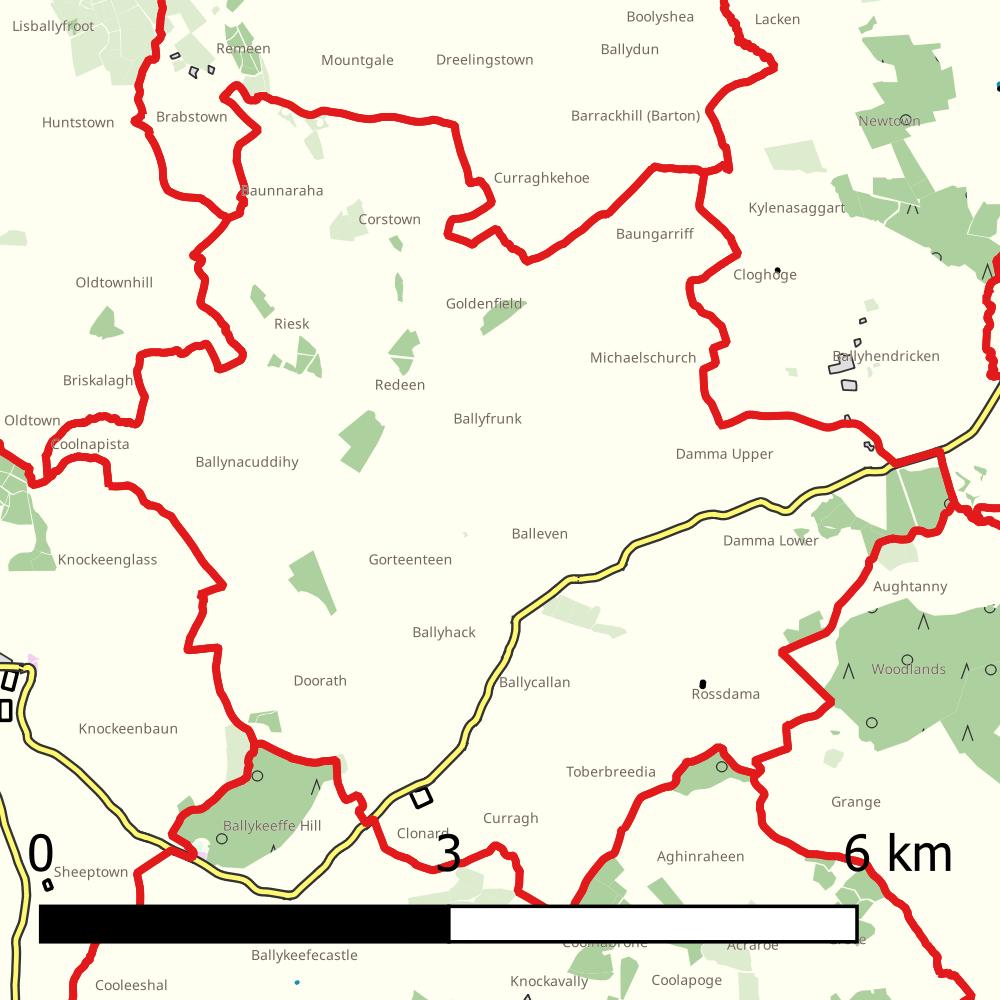 Boolyshea
Lacken
Lisballyfroot
Remeen
Ballydun
Mountgale
Dreelingstown
Barrackhill (Barton)
Brabstown
Huntstown
Newtown
Curraghkehoe
Baunnaraha
Kylenasaggart
Corstown
Baungarriff
Cloghoge
Oldtownhill
Goldenfield
Riesk
Michaelschurch
Ballyhendricken
Briskalagh
Redeen
Oldtown
Ballyfrunk
Coolnapista
Damma Upper
Ballynacuddihy
Balleven
Damma Lower
Knockeenglass
Gorteenteen
Aughtanny
Ballyhack
Woodlands
Doorath
Ballycallan
Rossdama
Knockeenbaun
Toberbreedia
Grange
Curragh
Ballykeeffe Hill
Clonard
0 3 6 km
Aghinraheen
Sheeptown
Coolnabrone
Acraroe
Ballykeefecastle
Knockavally
Coolapoge
Cooleeshal